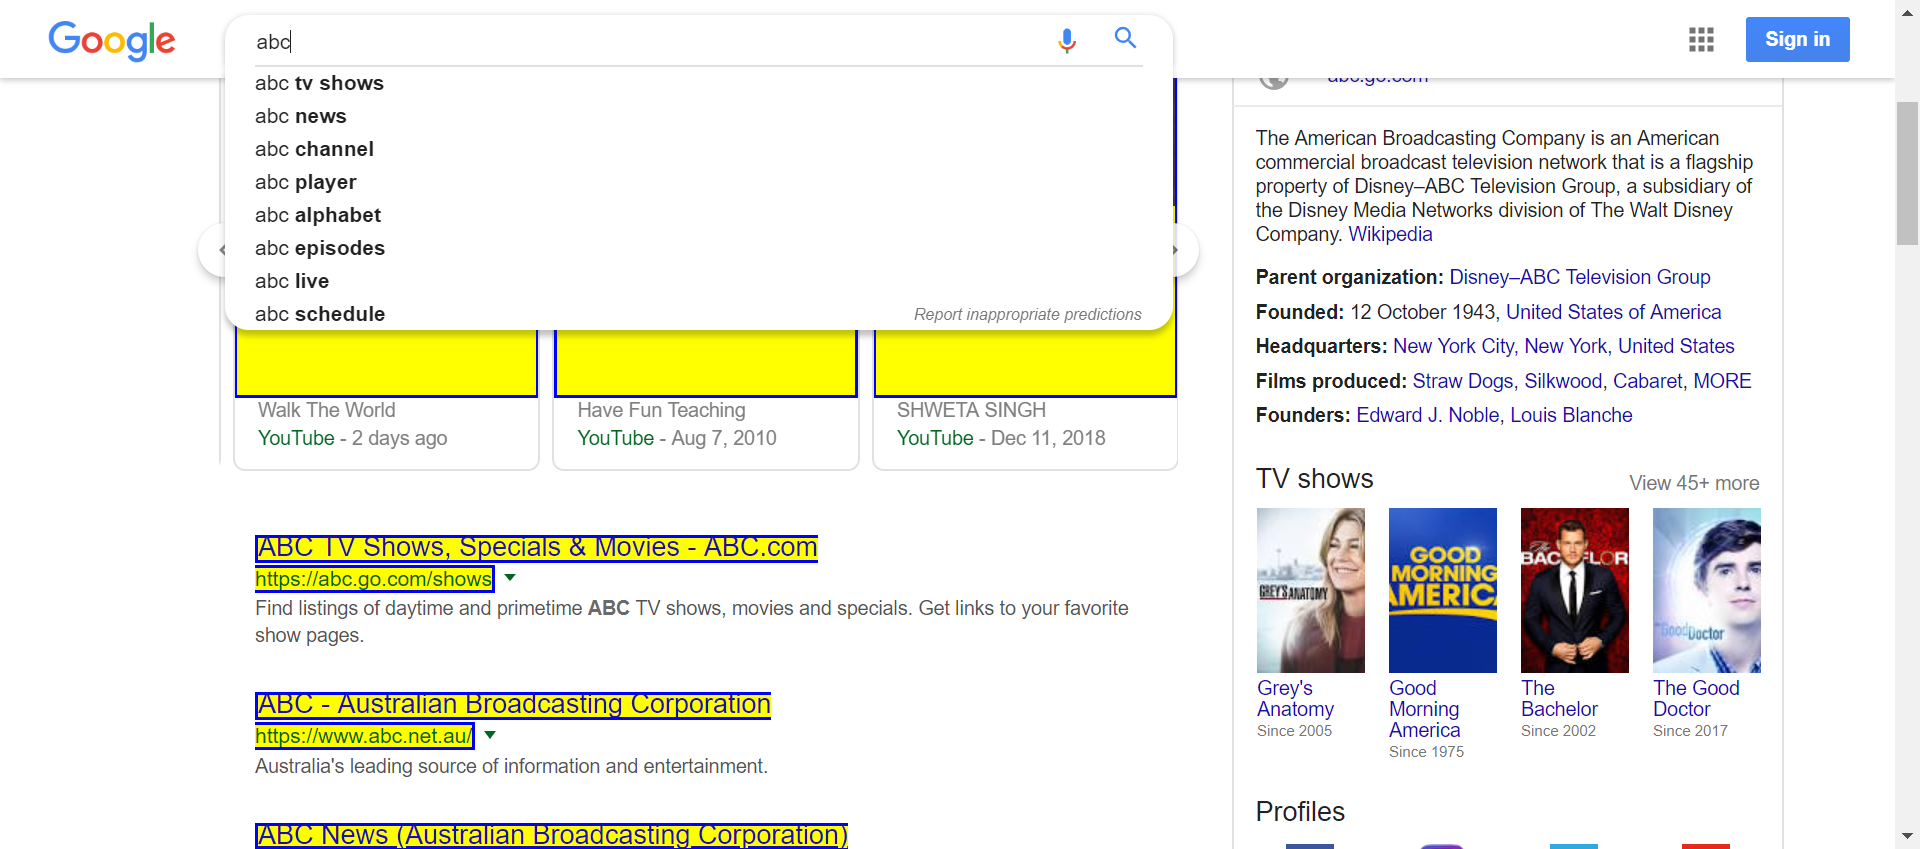 Google
abc
Sign in
abc tv shows
abc news
abc channel
abc player
abc alphabet
abc episodes
abc live
abc schedule
Report inappropriate predictions
Walk The World
YouTube - 2 days ago
Have Fun Teaching
YouTube - Aug 7, 2010
SHWETA SINGH
YouTube - Dec 11, 2018
ABC TV Shows, Specials & Movies - ABC.com
https://abc.go.com/shows
Find listings of daytime and primetime ABC TV shows, movies and specials. Get links to your favorite
show pages.
ABC - Australian Broadcasting Corporation
https://www.abc.net.au/
Australia's leading source of information and entertainment.
ABC News (Australian Broadcasting Corporation)
abc.go.com
The American Broadcasting Company is an American
commercial broadcast television network that is a flagship
property of Disney–ABC Television Group, a subsidiary of
the Disney Media Networks division of The Walt Disney
Company. Wikipedia
Parent organization: Disney–ABC Television Group
Founded: 12 October 1943, United States of America
Headquarters: New York City, New York, United States
Films produced: Straw Dogs, Silkwood, Cabaret, MORE
Founders: Edward J. Noble, Louis Blanche
TV shows
View 45+ more
GREY'S ANATOMY
GOOD
MORNING
AMERICA
The
BACHELOR
the Good Doctor
Grey's
Anatomy
Since 2005
Good
Morning
America
Since 1975
The
Bachelor
Since 2002
The Good
Doctor
Since 2017
Profiles